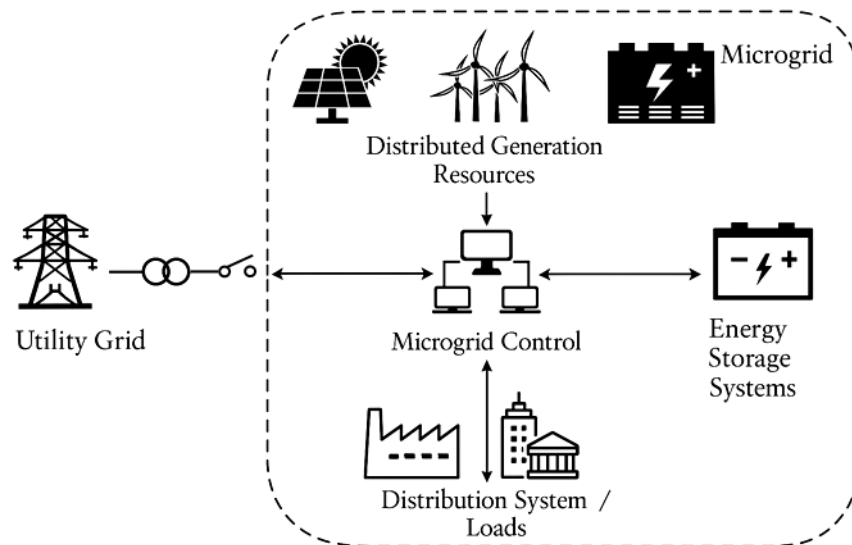 Microgrid
Distributed Generation
Resources
Utility Grid
Microgrid Control
Energy
Storage
Systems
Distribution System /
Loads